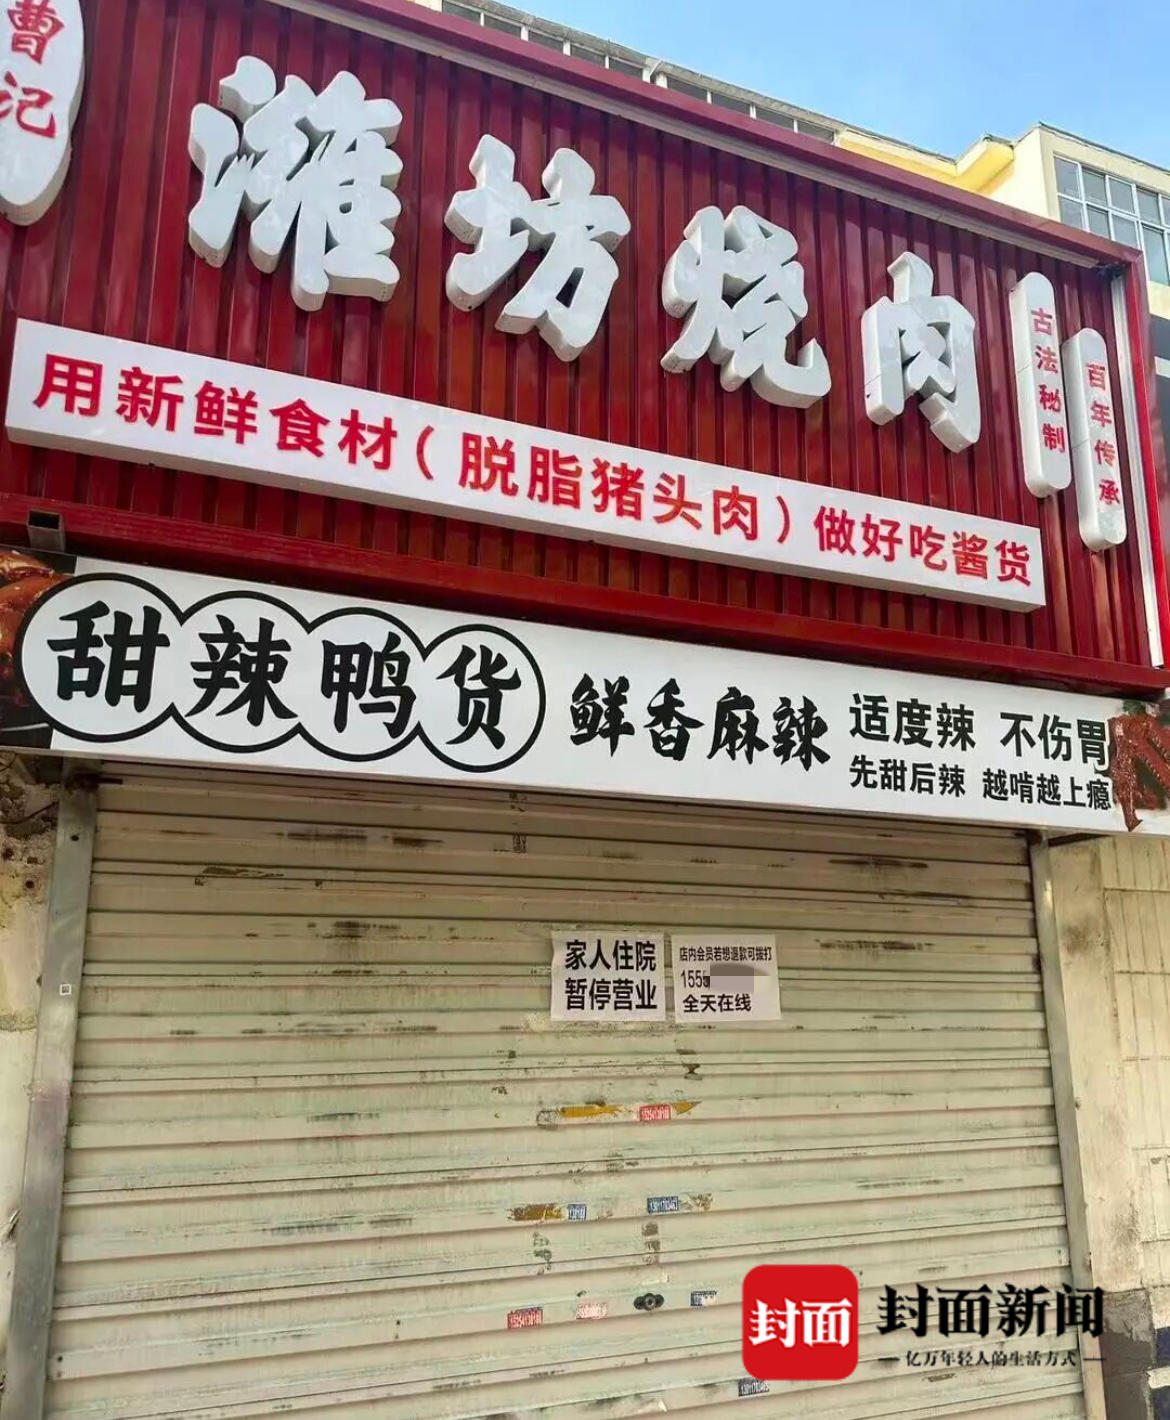 曹记
潍坊烧肉
古法秘制
百年传承
用新鲜食材(脱脂猪头肉)做好吃酱货
甜辣鸭货
鲜香麻辣
适度辣 不伤胃
先甜后辣 越啃越上瘾
家人住院
暂停营业
店内会员若想退款可拨打
155
全天在线
封面
封面新闻
亿万年轻人的生活方式